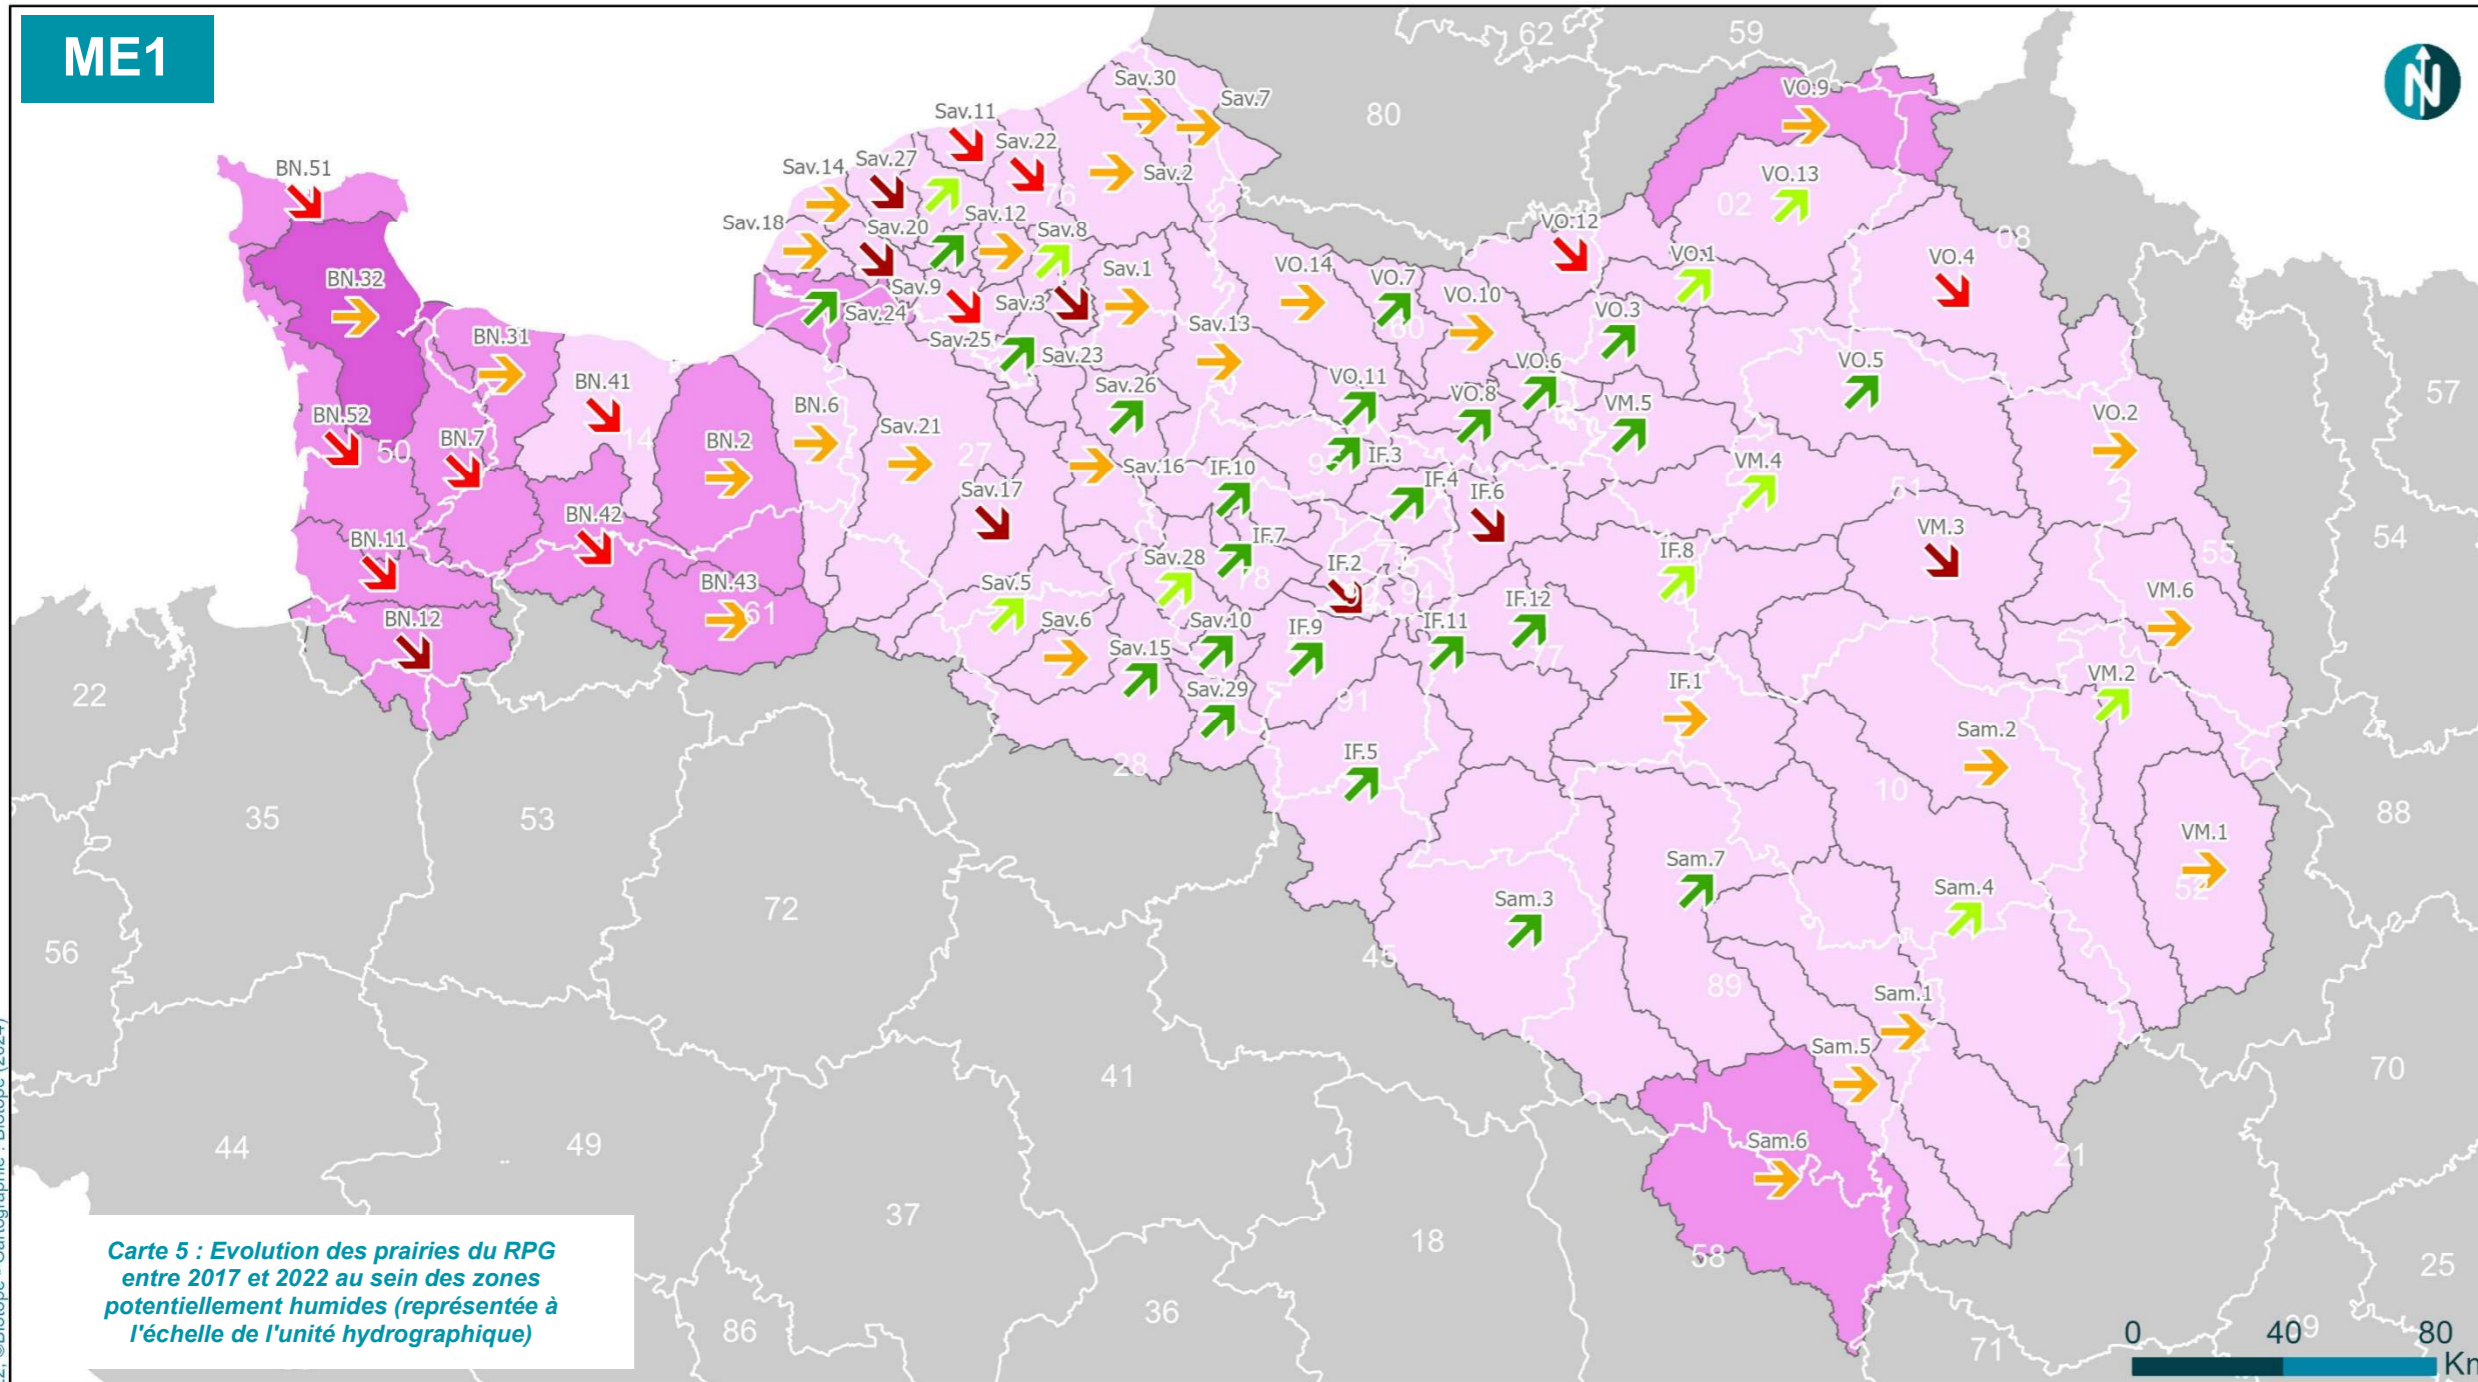 ME1
62
59
80
Sav.30
Sav.7
VO.9
Sav.11
Sav.22
Sav.27
Sav.14
Sav.2
76
BN.51
VO.13
02
Sav.12
Sav.20
Sav.18
Sav.8
VO.12
08
VO.1
VO.4
BN.32
Sav.1
VO.14
VO.7
VO.10
Sav.9
Sav.3
Sav.24
VO.3
BN.31
Sav.25
Sav.23
Sav.13
60
VO.6
VO.5
BN.41
Sav.26
VO.11
VO.8
VM.5
57
BN.52
BN.6
VO.2
BN.7
14
BN.2
Sav.21
50
27
Sav.16
IF.10
IF.3
VM.4
Sav.17
IF.4
IF.6
51
BN.42
VM.3
54
BN.11
Sav.28
IF.7
75
IF.8
55
IF.2
78
BN.43
Sav.5
94
IF.12
VM.6
61
BN.12
Sav.6
Sav.10
IF.9
IF.11
Sav.15
77
VM.2
22
Sav.29
91
IF.1
Sam.2
28
IF.5
10
35
53
88
VM.1
Sam.7
52
Sam.4
72
Sam.3
56
45
89
Sam.1
Sam.5
41
70
44
49
Sam.6
21
37
18
58
25
Carte 5 : Evolution des prairies du RPG
entre 2017 et 2022 au sein des zones
potentiellement humides (représentée à
l'échelle de l'unité hydrographique)
86
36
71
0 40 80
Km